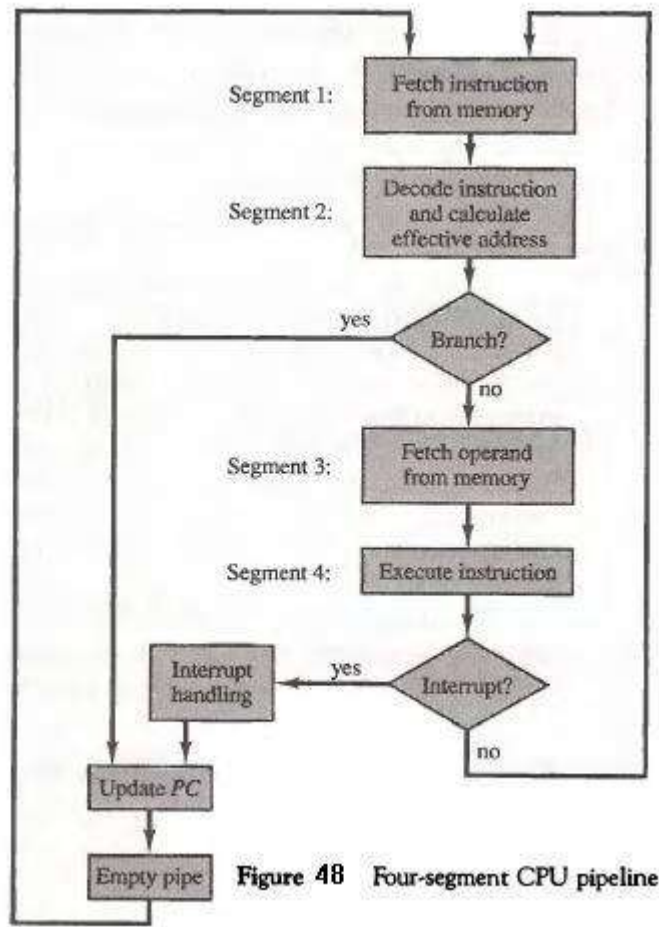 Segment 1:
Fetch instruction
from memory
Segment 2:
Decode instruction
and calculate
effective address
yes
Branch?
no
Segment 3:
Fetch operand
from memory
Segment 4:
Execute instruction
Interrupt
handling
yes
Interrupt?
no
Update PC
Empty pipe
Figure 48 Four-segment CPU pipeline